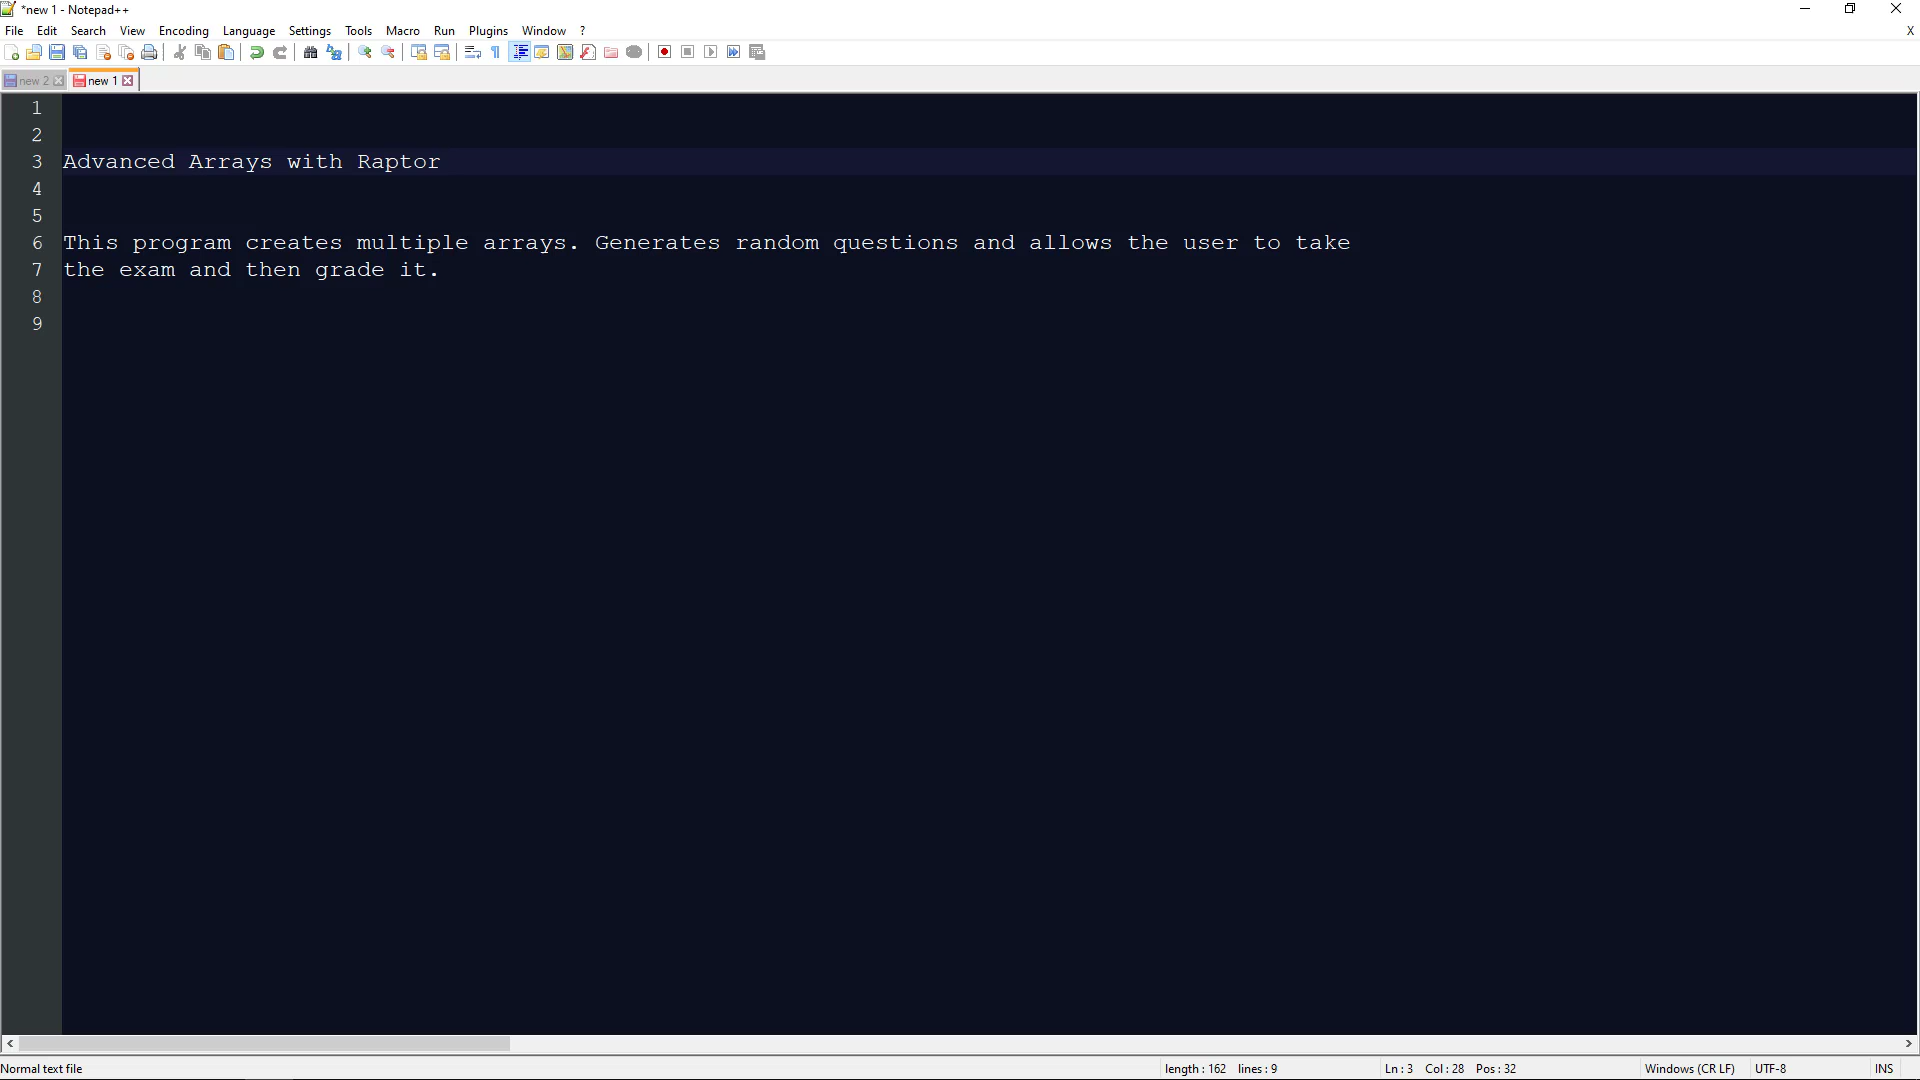 *new 1 - Notepad++
File Edit Search View Encoding Language Settings Tools Macro Run Plugins Window ? X
new 2 new 1
1
2
3 Advanced Arrays with Raptor
4
5
6 This program creates multiple arrays. Generates random questions and allows the user to take
7 the exam and then grade it.
8
9
Normal text file length : 162 lines : 9 Ln : 3 Col : 28 Pos : 32 Windows (CR LF) UTF-8 INS